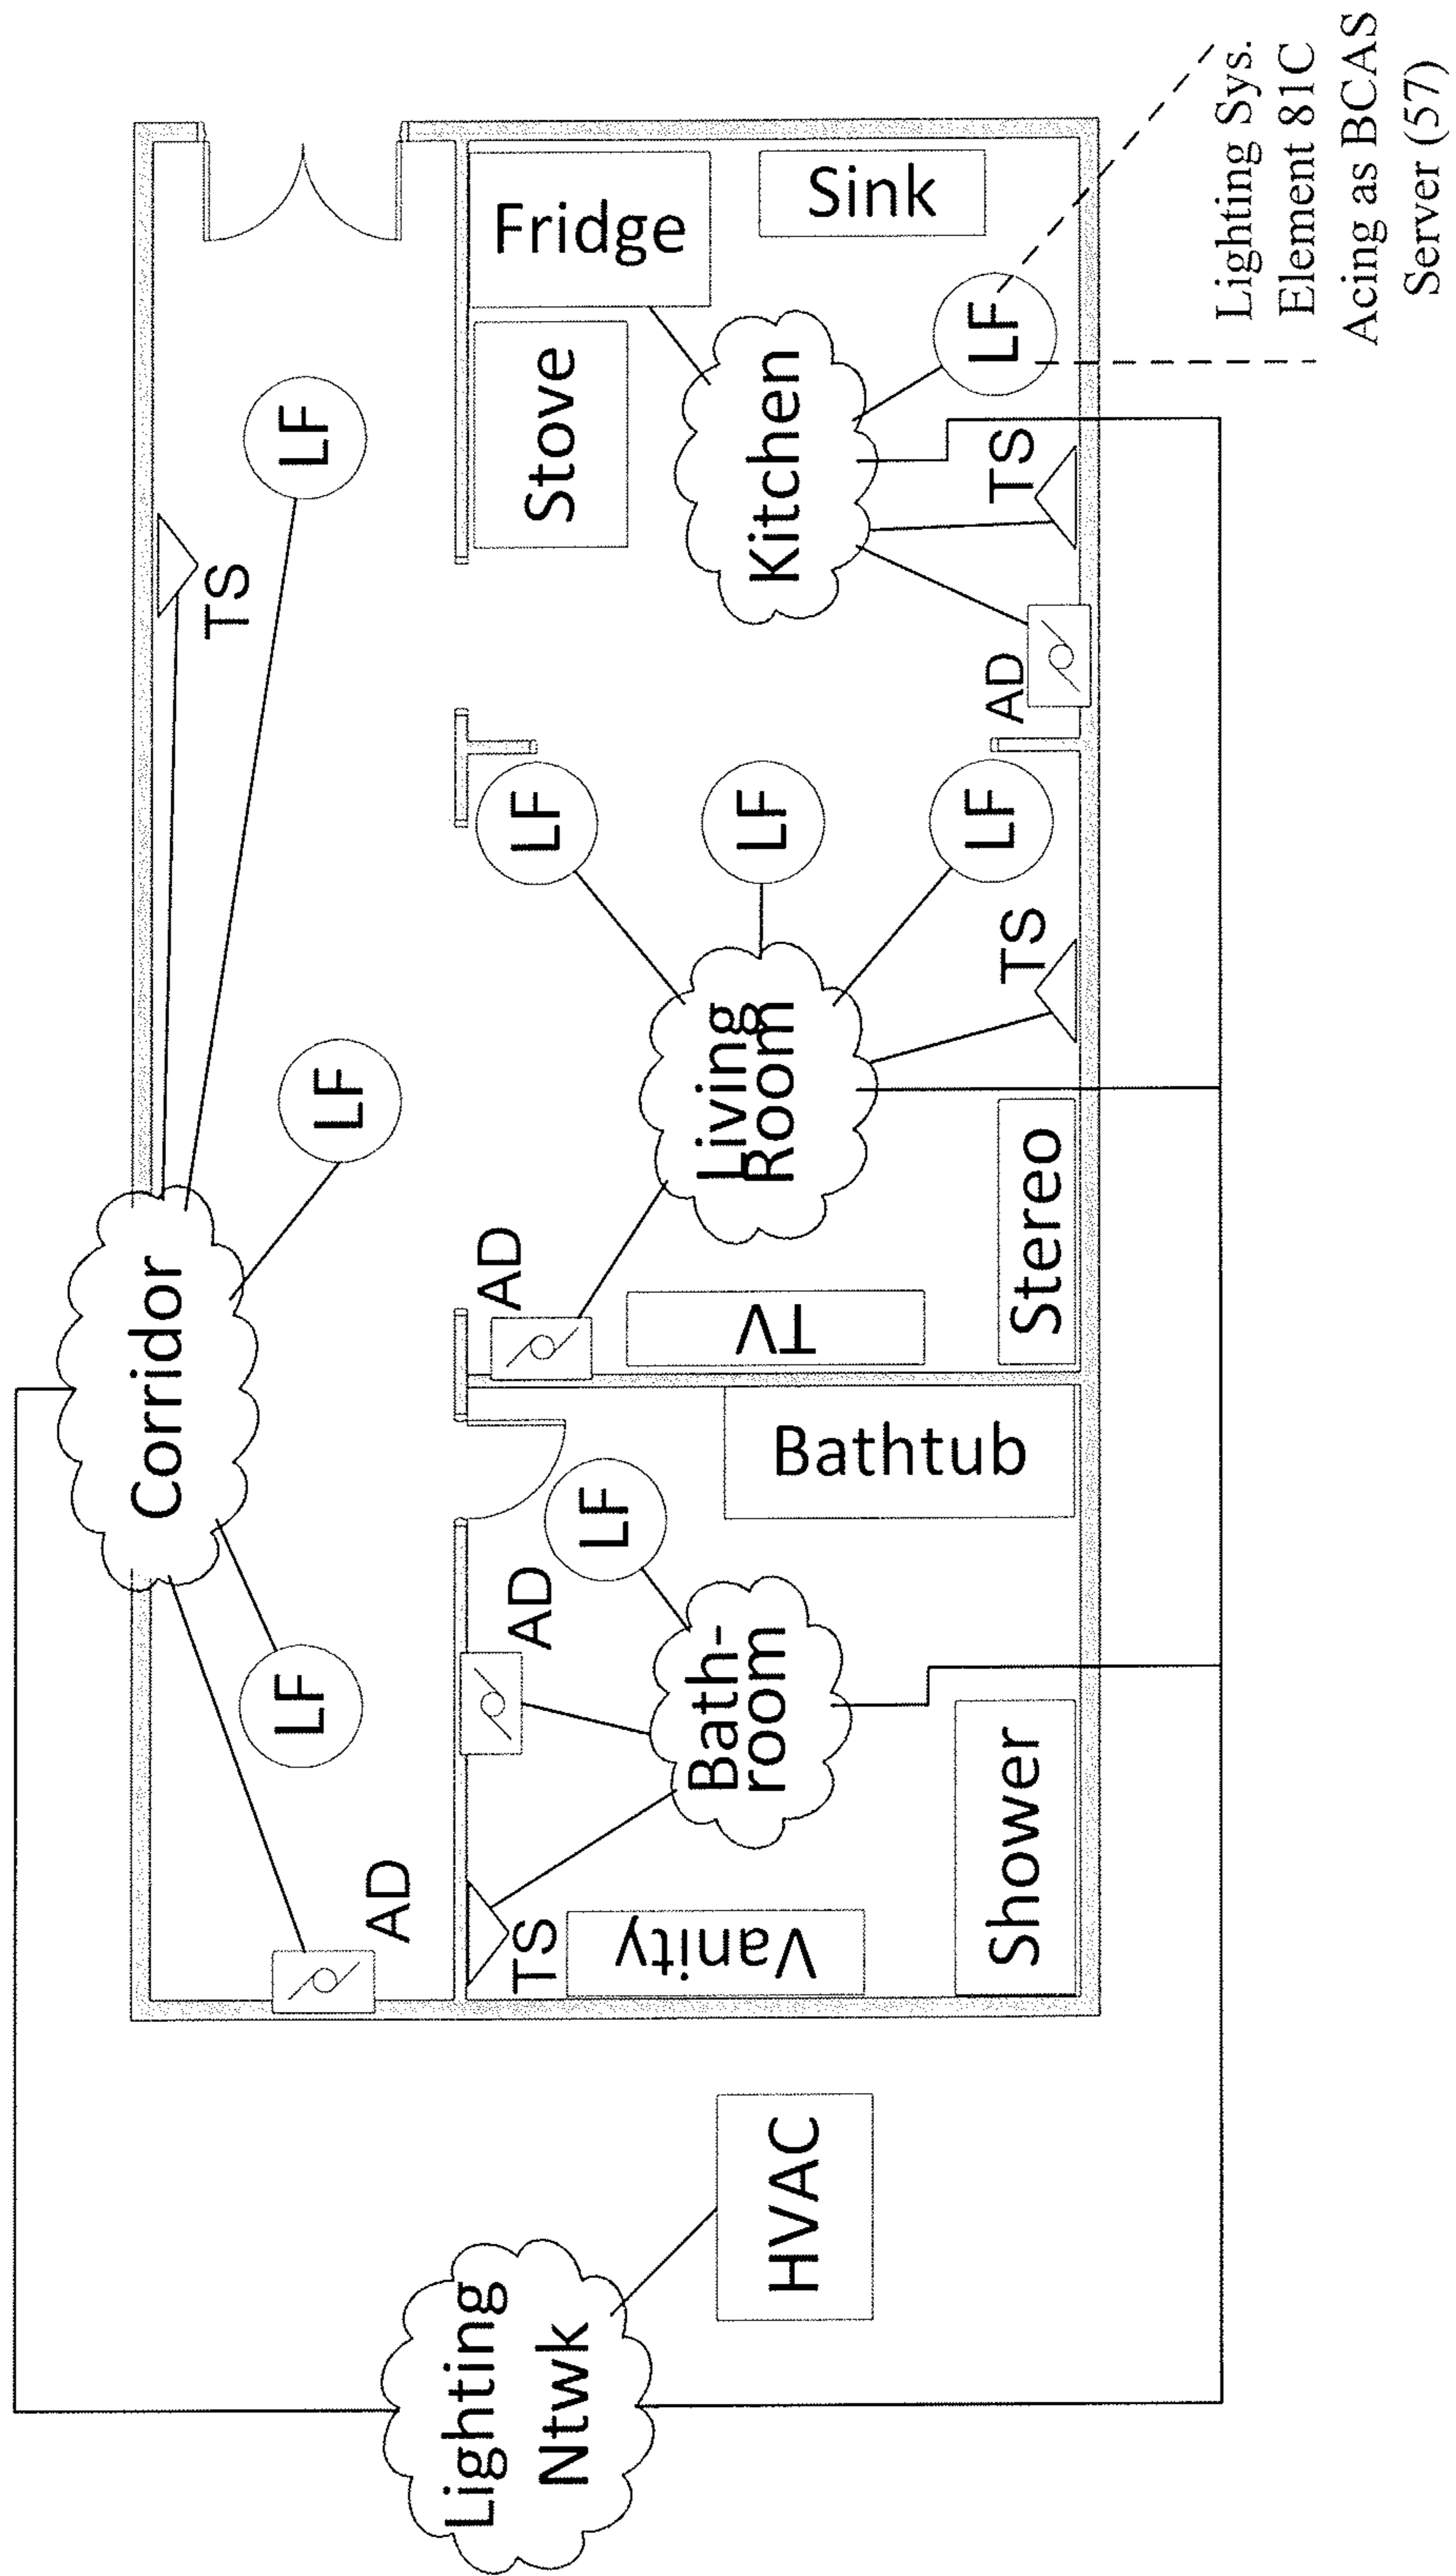 Corridor
TS
LF
LF
LF
AD
Lighting
Ntwk
AD
AD
TS
LF
Stove
Fridge
LF
Vanity
Bath-
room
Living
Room
TV
LF
Kitchen
HVAC
Sink
Bathtub
Shower
Stereo
TS
LF
AD
TS
LF
Lighting Sys.
Element 81C
Acing as BCAS
Server (57)